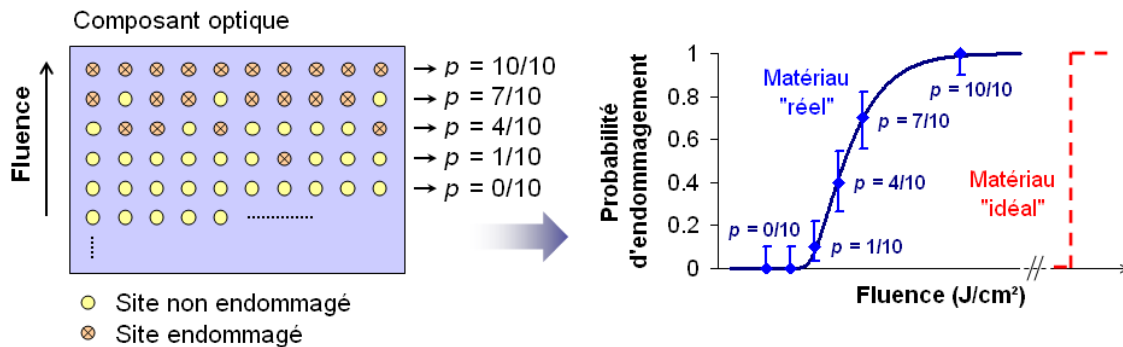 Composant optique
Fluence
→ p = 10/10
→ p = 7/10
→ p = 4/10
→ p = 1/10
→ p = 0/10
Site non endommagé
Site endommagé
Probabilité
d'endommagement
1
0.8
0.6
0.4
0.2
0
Matériau
"réel"
p = 10/10
p = 7/10
p = 4/10
p = 0/10
p = 1/10
Matériau
"idéal"
Fluence (J/cm²)